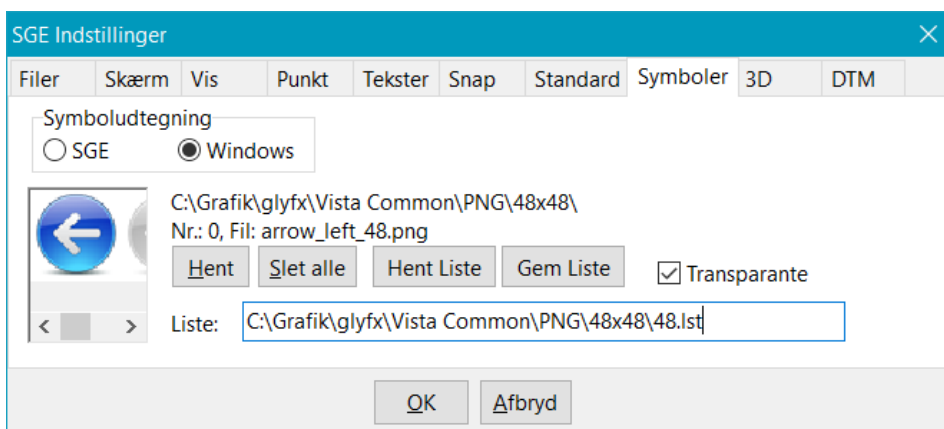 SGE Indstillinger
Filer Skærm Vis Punkt Tekster Snap Standard Symboler 3D DTM
Symboludtegning
SGE Windows
C:\Grafik\glyfx\Vista Common\PNG\48x48\
Nr.: 0, Fil: arrow_left_48.png
Hent Slet alle Hent Liste Gem Liste Transparante
Liste: C:\Grafik\glyfx\Vista Common\PNG\48x48\48.lst
OK Afbryd